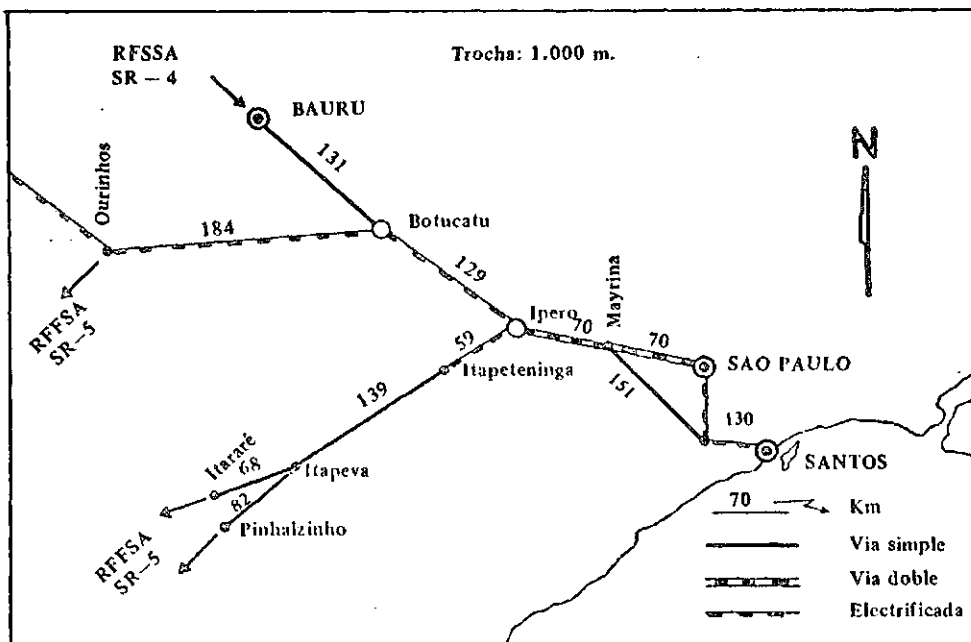 RFSSA
SR — 4
Trocha: 1.000 m.
BAURU
N
131
Ourinhos
184
Botucatu
129
RFFSA
SR—5
Ipero
Mayrina
70
70
59
SAO PAULO
Itapeteninga
151
139
130
Itararé
68
Itapeva
SANTOS
82
70
Km
Pinhalzinho
RFFSA
SR—5
Via simple
Via doble
Electrificada